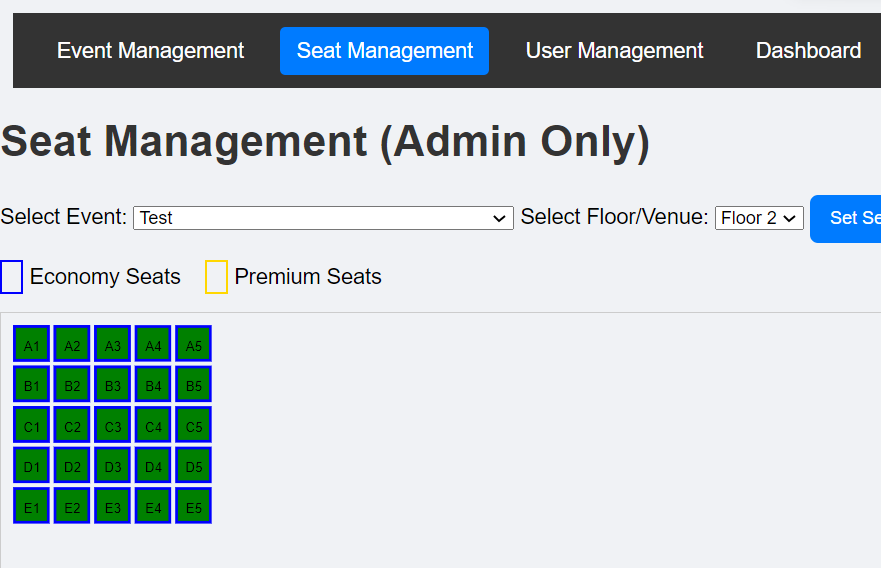 Event Management Seat Management User Management Dashboard
Seat Management (Admin Only)
Select Event: Test Select Floor/Venue: Floor 2 Set
Economy Seats Premium Seats
A1 A2 A3 A4 A5
B1 B2 B3 B4 B5
C1 C2 C3 C4 C5
D1 D2 D3 D4 D5
E1 E2 E3 E4 E5